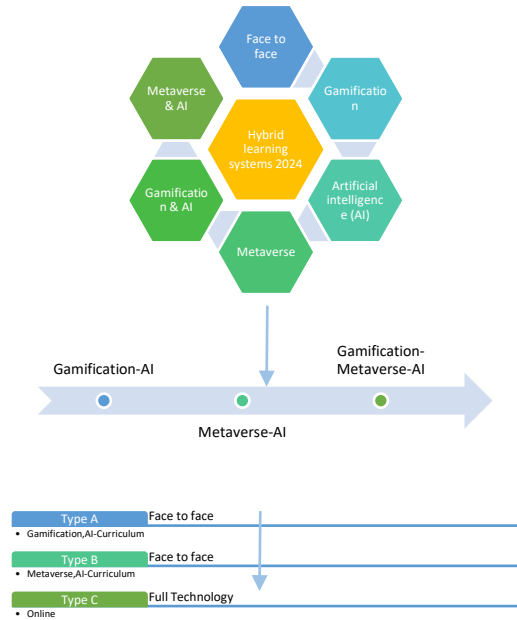 Face to
face
Metaverse
& AI
Gamificatio
n
Hybrid
learning
systems 2024
Gamificatio
n & AI
Artificial
intelligenc
e (AI)
Metaverse
Gamification-AI
Gamification-
Metaverse-AI
Metaverse-AI
Type A Face to face
• Gamification,AI-Curriculum
Type B Face to face
• Metaverse,AI-Curriculum
Type C Full Technology
• Online